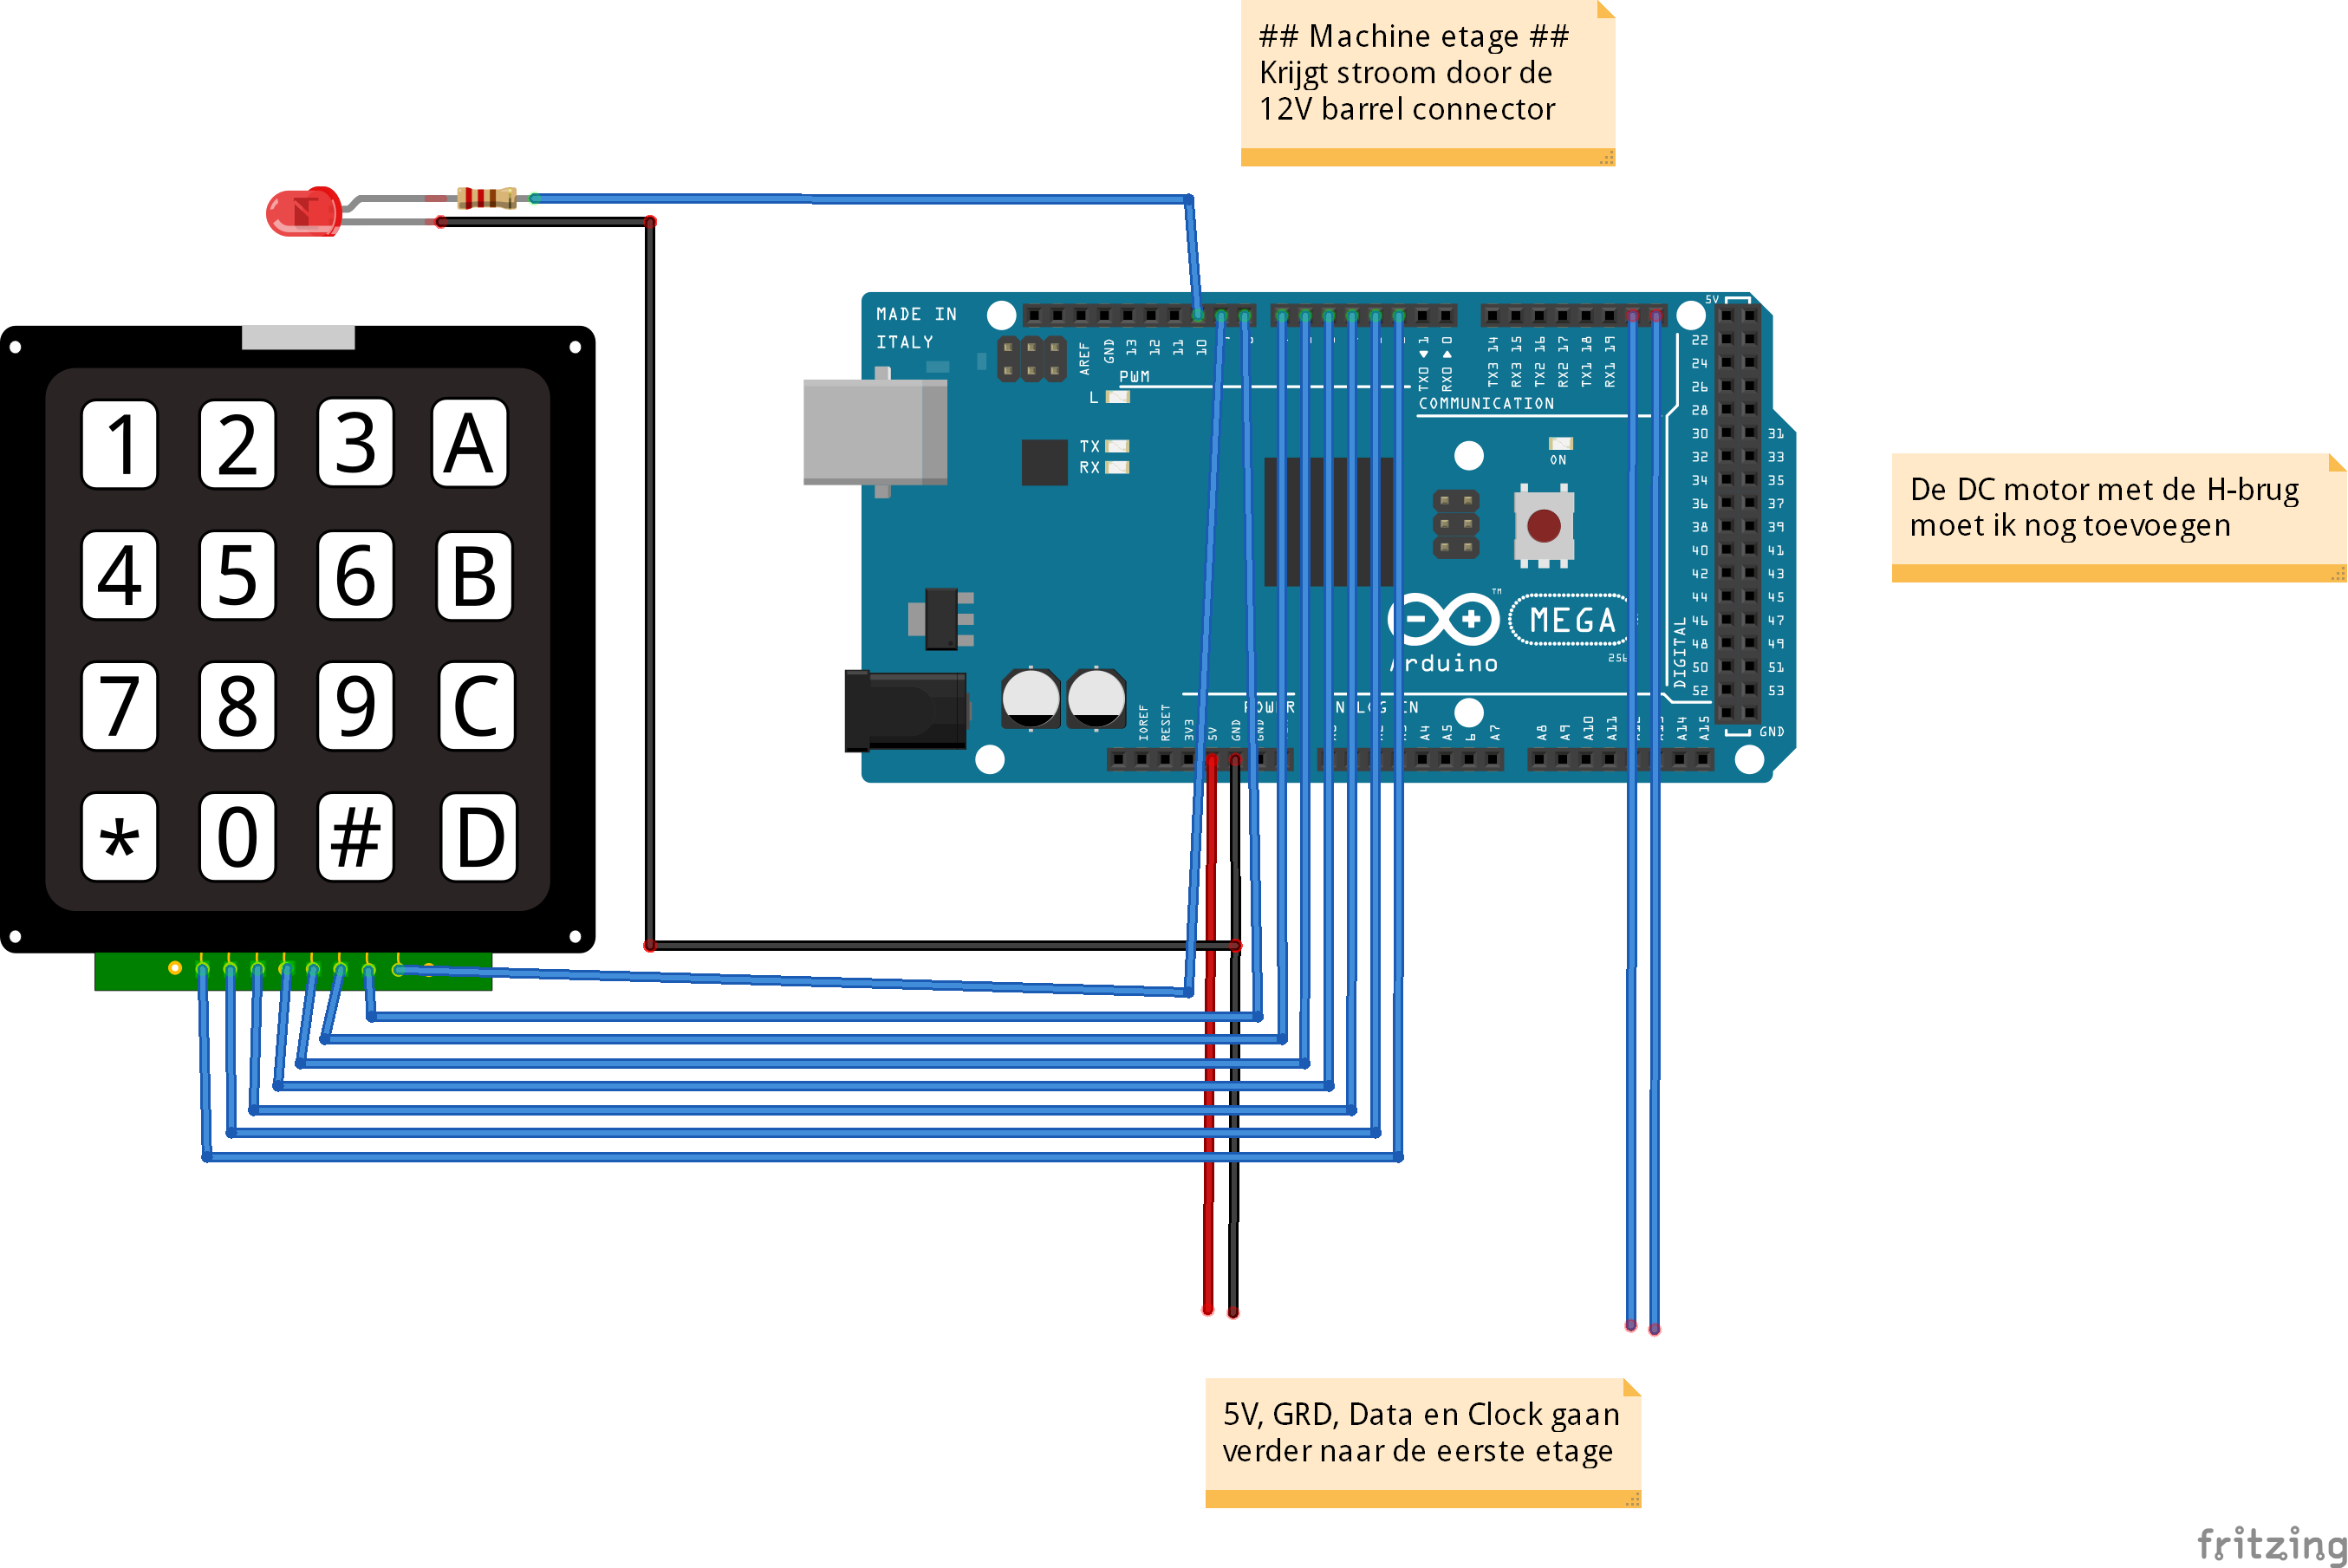 ## Machine etage ##
Krijgt stroom door de
12V barrel connector
MADE IN
ITALY
AREF
GND
13
12
11
10
TX0 1
RX0 0
TX3 14
RX3 15
TX2 16
RX2 17
TX1 18
RX1 19
PWM
L
COMMUNICATION
TX
RX
ON
5V
22
24
26
28
30 31
32 33
34 35
36 37
38 39
40 41
42 43
44 45
46 47
48 49
50 51
52 53
GND
DIGITAL
TM
MEGA
Arduino
POWER
IOREF
RESET
3V3
5V
GND
GND
A4
A5
A7
A8
A9
A10
A11
A14
A15
1 2 3 A
4 5 6 B
7 8 9 C
* 0 # D
De DC motor met de H-brug
moet ik nog toevoegen
5V, GRD, Data en Clock gaan
verder naar de eerste etage
fritzing